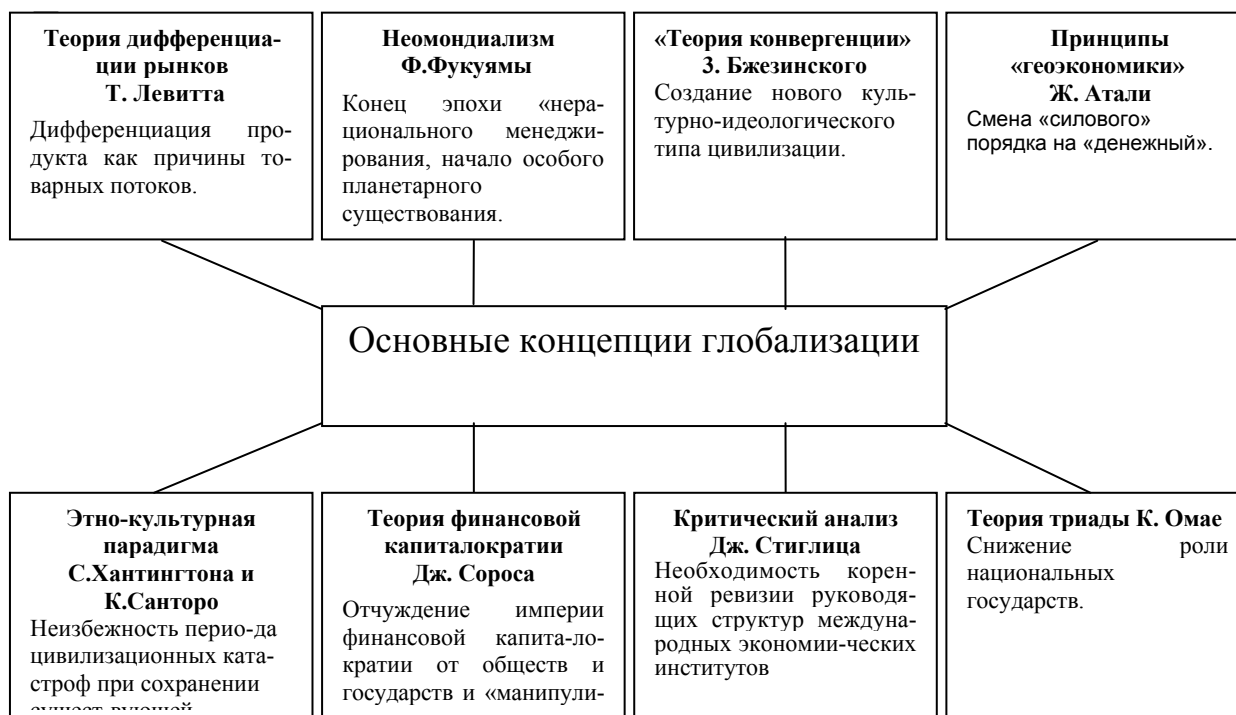 Теория дифференциа-
ции рынков
Т. Левитта
Дифференциация про-
дукта как причины то-
варных потоков.
Неомондиализм
Ф.Фукуямы
Конец эпохи «нера-
ционального менеджи-
рования, начало особого
планетарного
существования.
«Теория конвергенции»
З. Бжезинского
Создание нового куль-
турно-идеологического
типа цивилизации.
Принципы
«геоэкономики»
Ж. Атали
Смена «силового»
порядка на «денежный».
Основные концепции глобализации
Этно-культурная
парадигма
С.Хантингтона и
К.Санторо
Неизбежность перио-да
цивилизационных ката-
строф при сохранении
сущест-вующей
Теория финансовой
капиталократии
Дж. Сороса
Отчуждение империи
финансовой капита-ло-
кратии от обществ и
государств и «манипули-
Критический анализ
Дж. Стиглица
Необходимость корен-
ной ревизии руководя-
щих структур междуна-
родных экономии-ческих
институтов
Теория триады К. Омае
Снижение роли
национальных
государств.